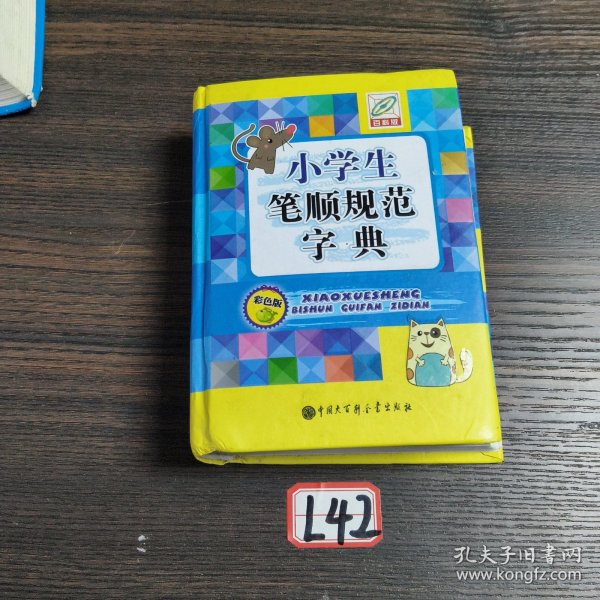 百科版
小学生
笔顺规范
字典
彩色版
XIAOXUESHENG
BISHUN GUIFAN ZIDIAN
中国大百科全书出版社
L42
孔夫子旧书网
www.kongfz.com